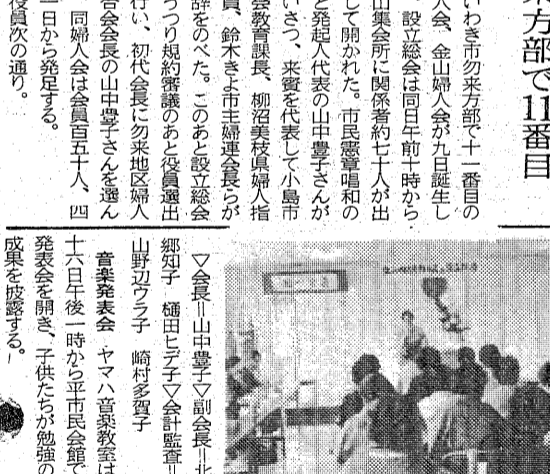 来方部で11番目
いわき市勿来方部で十一番目の
人会、金山婦人会が九日誕生し
設立総会は同日午前十時から
山集会所に関係者約七十人が出
して開かれた。市民憲章唱和の
と発起人代表の山中豊子さんが
いさつ、来賓を代表して小島市
会教育課長、柳沼美枝県婦人指
員、鈴木きよ市主婦連会長らが
辞をのべた。このあと設立総会
うつり規約審議のあと役員選出
行い、初代会長に勿来地区婦人
合会会長の山中豊子さんを選ん
同婦人会は会員百五十人、四
一日から発足する。
役員次の通り。
▽会長=山中豊子▽副会長=北
郷知子 樋田ヒデ子▽会計監査=
山野辺ウラ子 崎村多賀子
音楽発表会 ヤマハ音楽教室は
十六日午後一時から平市民会館で
発表会を開き、子供たちが勉強の
成果を披露する。